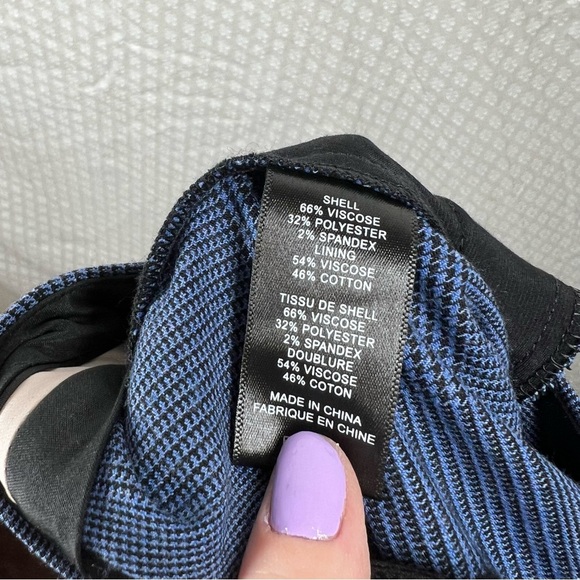 SHELL
66% VISCOSE
32% POLYESTER
2% SPANDEX
LINING
54% VISCOSE
46% COTTON
TISSU DE SHELL
66% VISCOSE
32% POLYESTER
2% SPANDEX
DOUBLURE
54% VISCOSE
46% COTON
MADE IN CHINA
FABRIQUE EN CHINE